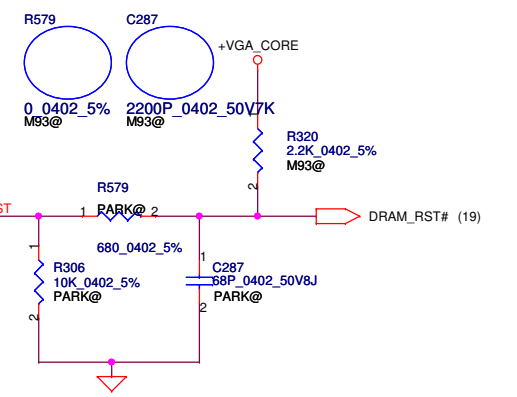 R579
C287
+VGA_CORE
0_0402_5%
M93@
2200P_0402_50V7K
M93@
1
R320
2.2K_0402_5%
M93@
2
R579
ST
1
PARK@
2
DRAM_RST# (19)
680_0402_5%
1
R306
10K_0402_5%
PARK@
2
1
C287
68P_0402_50V8J
PARK@
2